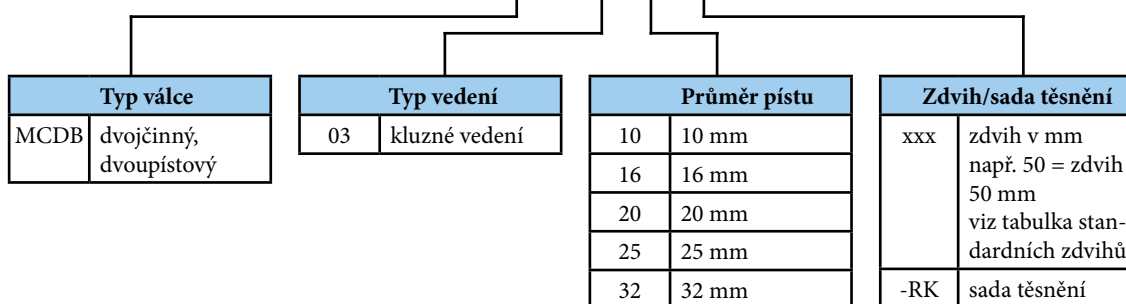 Typ válce
MCDB dvojčinný,
dvoupístový
Typ vedení
03 kluzné vedení
Průměr pístu
10 10 mm
16 16 mm
20 20 mm
25 25 mm
32 32 mm
Zdvih/sada těsnění
xxx zdvih v mm
např. 50 = zdvih
50 mm
viz tabulka stan-
dardních zdvihů
-RK sada těsnění